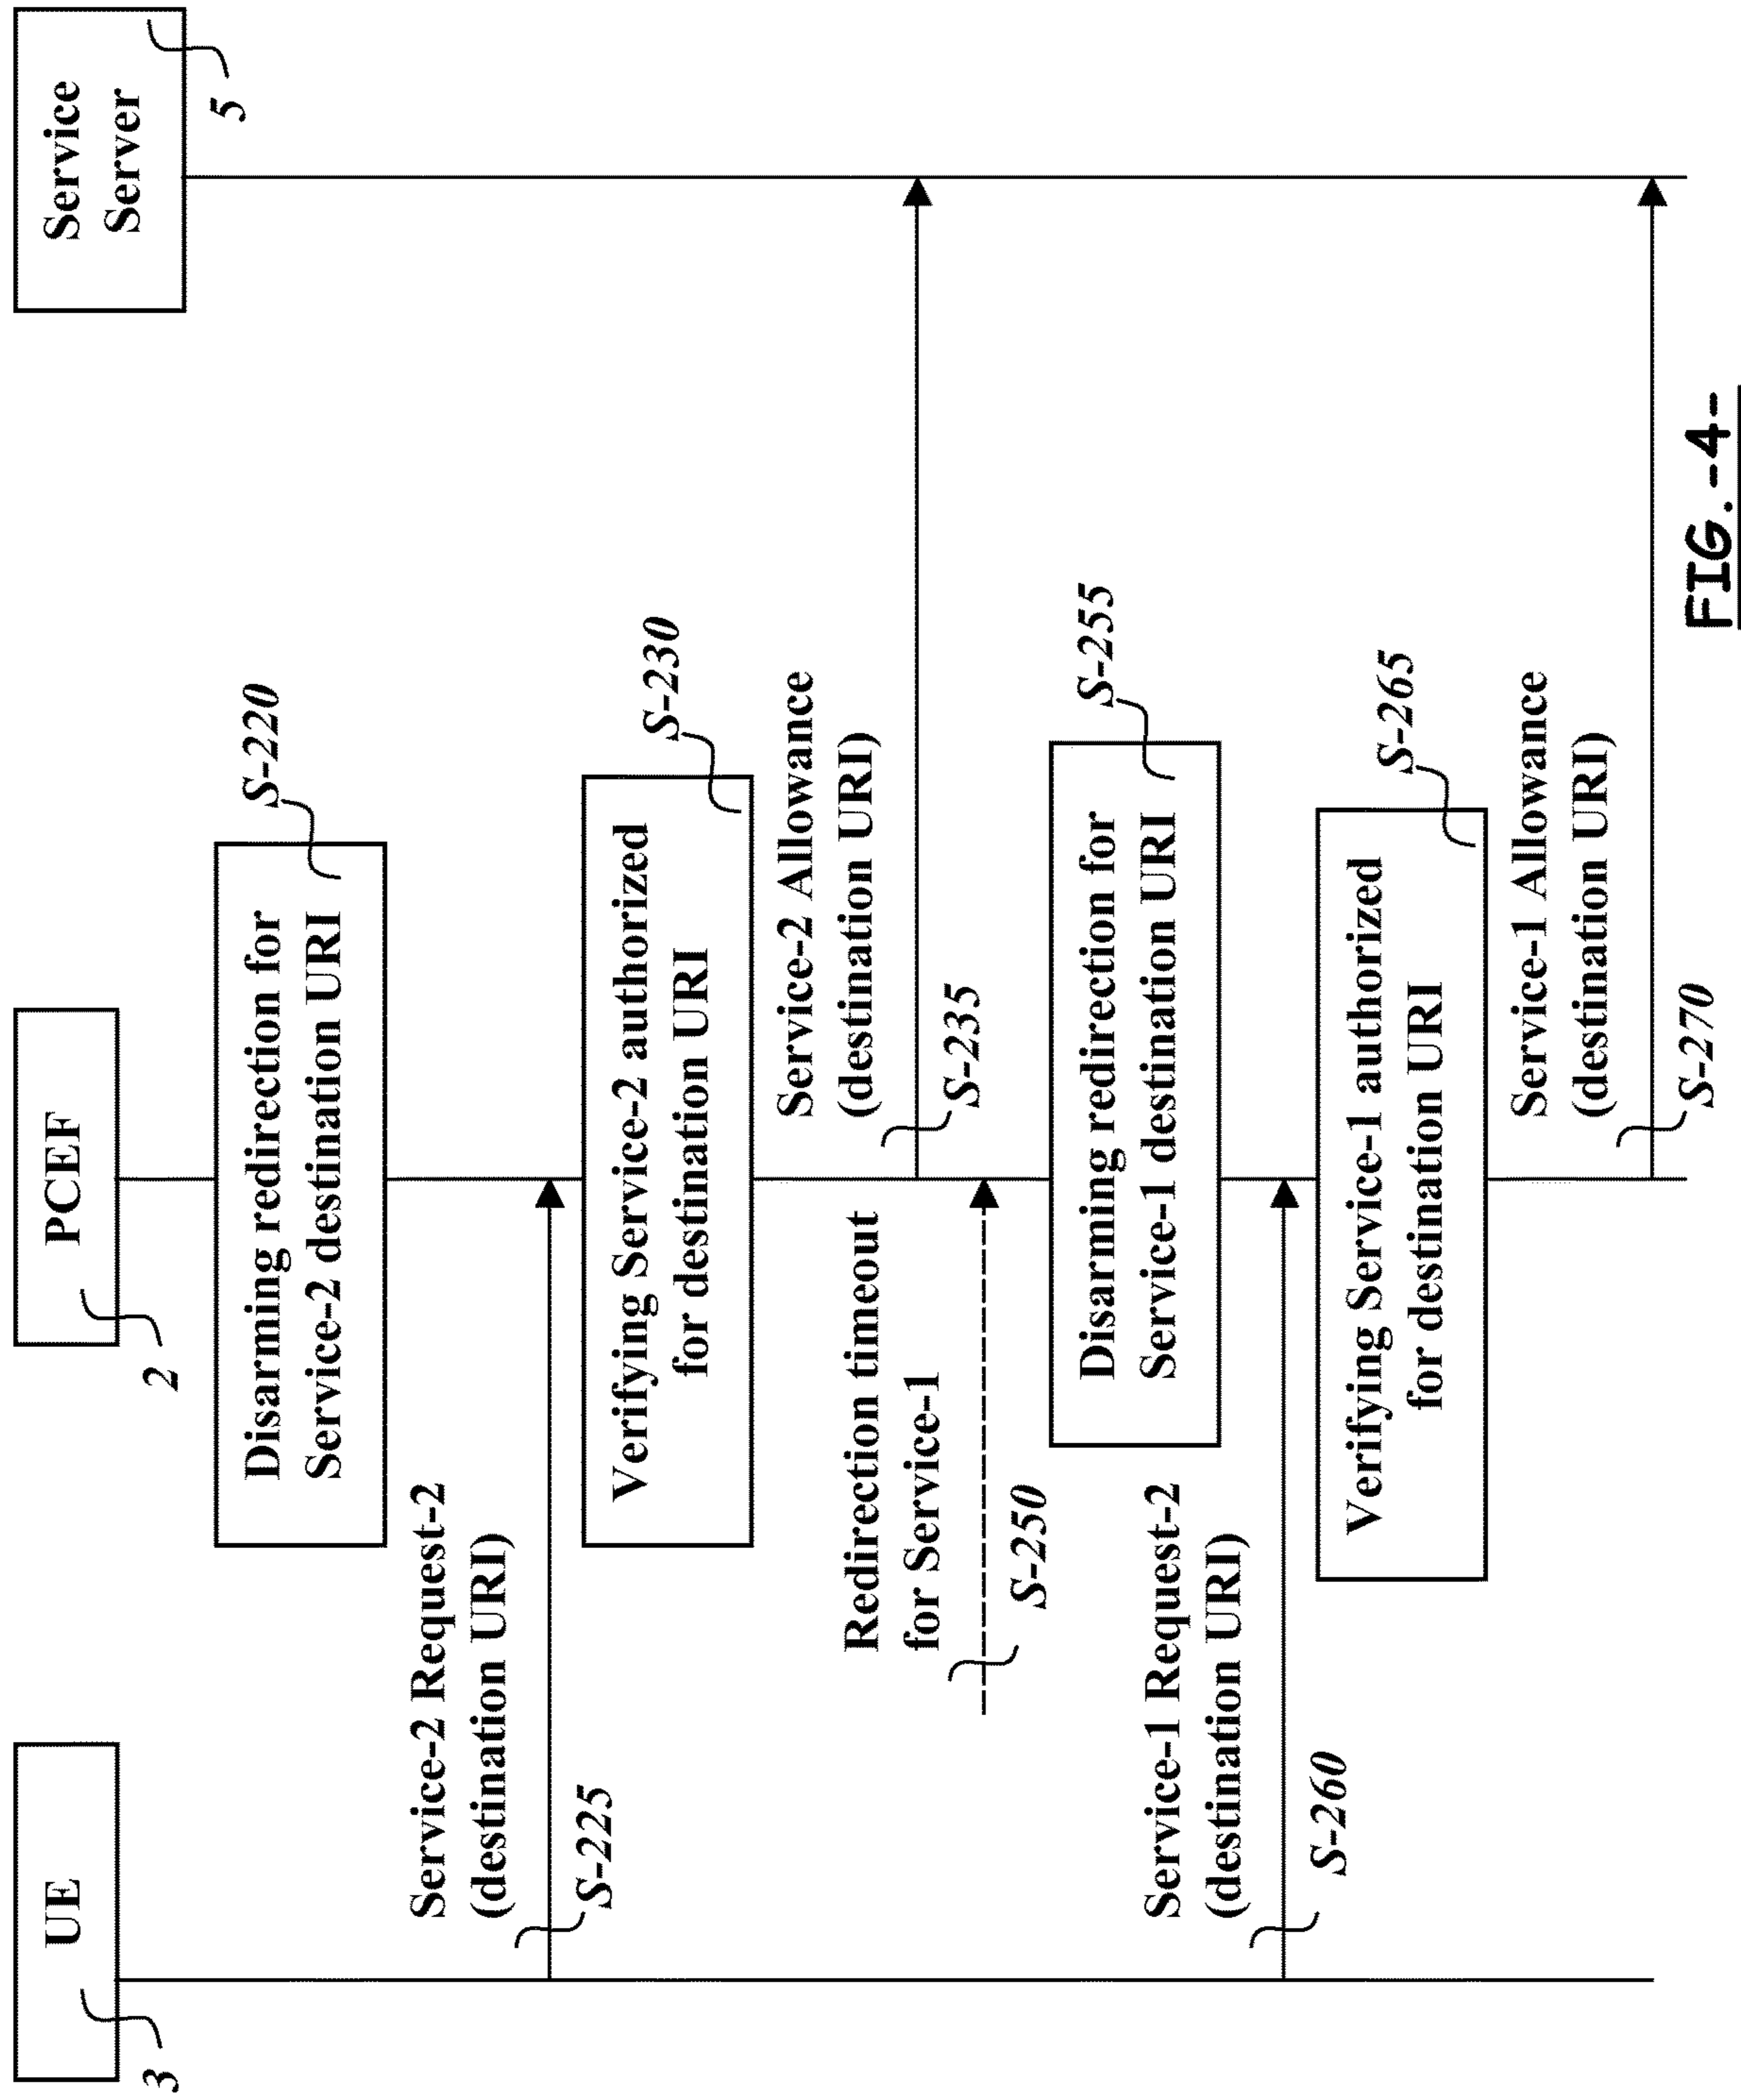 UE
3
PCEF
2
Service
Server
5
Disarming redirection for
Service-2 destination URI
S-220
Service-2 Request-2
(destination URI)
S-225
Verifying Service-2 authorized
for destination URI
S-230
Service-2 Allowance
(destination URI)
S-235
Redirection timeout
for Service-1
S-250
Disarming redirection for
Service-1 destination URI
S-255
Service-1 Request-2
(destination URI)
S-260
Verifying Service-1 authorized
for destination URI
S-265
Service-1 Allowance
(destination URI)
S-270
FIG.-4-